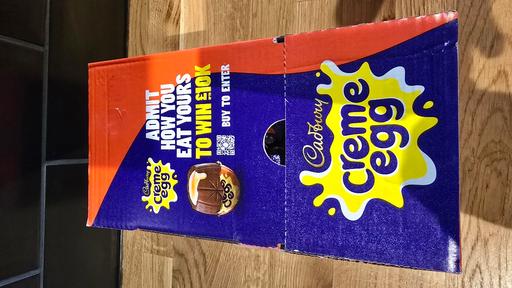 Cadbury
creme
egg
ADMIT
HOW YOU
EAT YOURS
TO WIN £10K
BUY TO ENTER
Cadbury
creme
egg